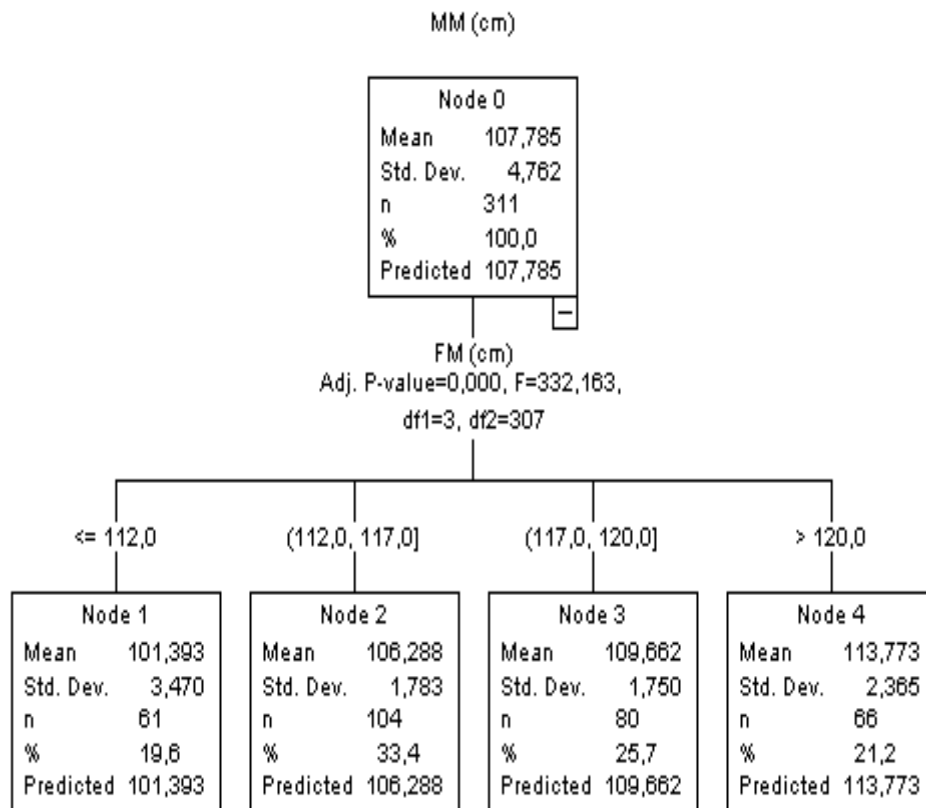 MM (cm)
Node 0
Mean 107,785
Std. Dev. 4,762
n 311
% 100,0
Predicted 107,785
FM (cm)
Adj. P-value=0,000, F=332,163,
df1=3, df2=307
<= 112,0
(112,0, 117,0]
(117,0, 120,0]
> 120,0
Node 1
Mean 101,393
Std. Dev. 3,470
n 61
% 19,6
Predicted 101,393
Node 2
Mean 106,288
Std. Dev. 1,783
n 104
% 33,4
Predicted 106,288
Node 3
Mean 109,662
Std. Dev. 1,750
n 80
% 25,7
Predicted 109,662
Node 4
Mean 113,773
Std. Dev. 2,365
n 66
% 21,2
Predicted 113,773